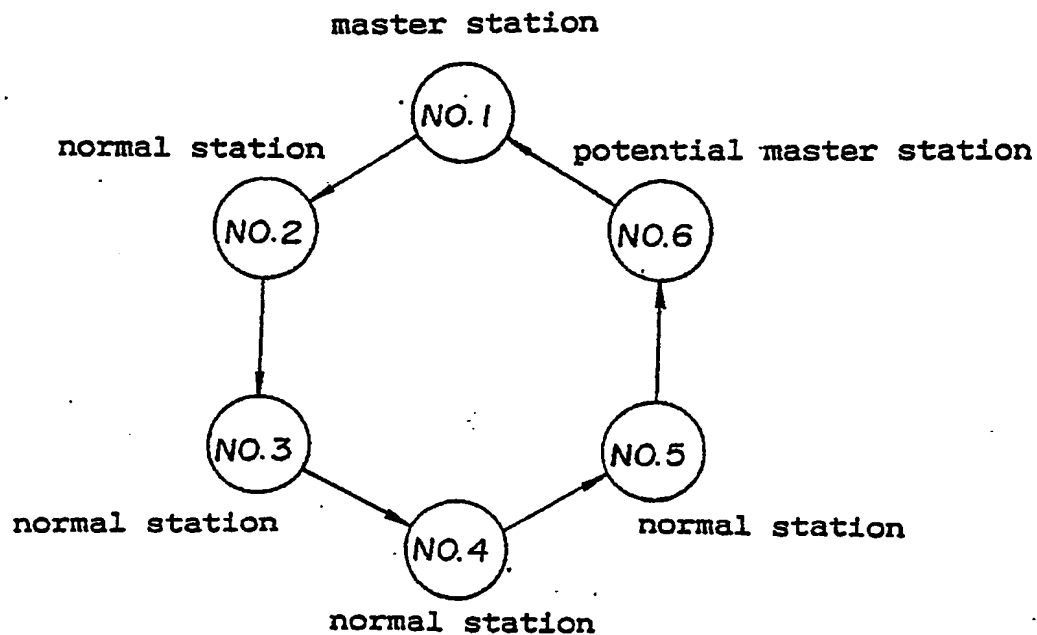 master station
NO.1
normal station
potential master station
NO.2
NO.6
NO.3
NO.5
normal station
normal station
NO.4
normal station